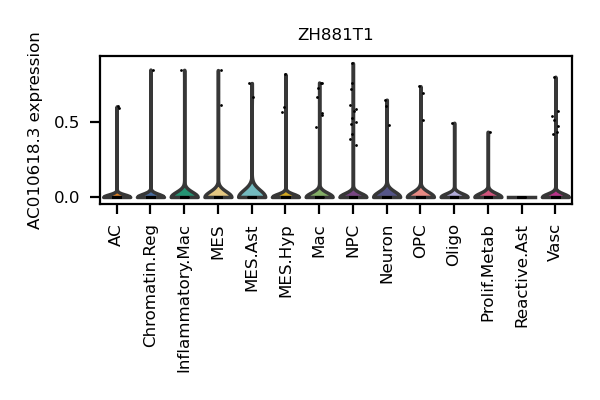 ZH881T1
AC010618.3 expression
0.5
0.0
AC
Chromatin.Reg
Inflammatory.Mac
MES
MES.Ast
MES.Hyp
Mac
NPC
Neuron
OPC
Oligo
Prolif.Metab
Reactive.Ast
Vasc